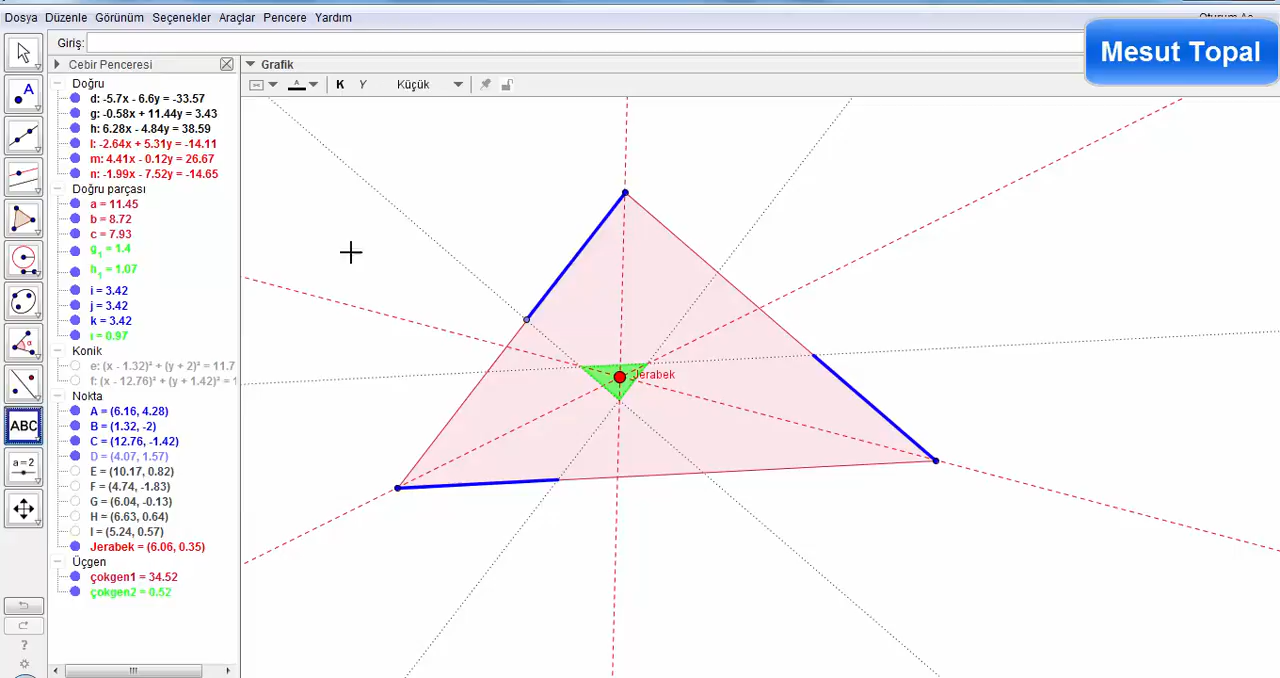 Dosya Düzenle Görünüm Seçenekler Araçlar Pencere Yardım
Mesut Topal
Giriş:
Cebir Penceresi
Grafik
A
K Y Küçük
Doğru
d: -5.7x - 6.6y = -33.57
g: -0.58x + 11.44y = 3.43
h: 6.28x - 4.84y = 38.59
l: -2.64x + 5.31y = -14.11
m: 4.41x - 0.12y = 26.67
n: -1.99x - 7.52y = -14.65
Doğru parçası
a = 11.45
b = 8.72
c = 7.93
g1 = 1.4
h1 = 1.07
i = 3.42
j = 3.42
k = 3.42
ı = 0.97
Konik
e: (x - 1.32)² + (y + 2)² = 11.7
f: (x - 12.76)² + (y + 1.42)² =
Nokta
A = (6.16, 4.28)
B = (1.32, -2)
C = (12.76, -1.42)
D = (4.07, 1.57)
E = (10.17, 0.82)
F = (4.74, -1.83)
G = (6.04, -0.13)
H = (6.63, 0.64)
I = (5.24, 0.57)
Jerabek = (6.06, 0.35)
Üçgen
çokgen1 = 34.52
çokgen2 = 0.52
A
α
ABC
a=2
?
Jerabek